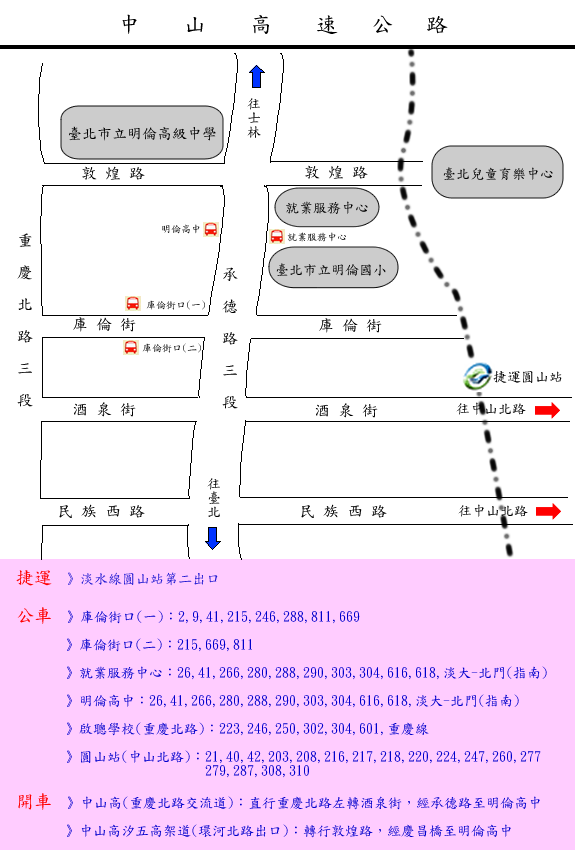 中山高速公路
往士林
臺北市立明倫高級中學
敦煌路
敦煌路
臺北兒童育樂中心
就業服務中心
明倫高中
就業服務中心
臺北市立明倫國小
重慶北路三段
承德路三段
庫倫街口(一)
庫倫街
庫倫街
庫倫街口(二)
捷運圓山站
酒泉街
酒泉街
往中山北路
往臺北
民族西路
民族西路
往中山北路
捷運 》淡水線圓山站第二出口
公車 》庫倫街口(一)：2,9,41,215,246,288,811,669
》庫倫街口(二)：215,669,811
》就業服務中心：26,41,266,280,288,290,303,304,616,618,淡大-北門(指南)
》明倫高中：26,41,266,280,288,290,303,304,616,618,淡大-北門(指南)
》啟聰學校(重慶北路)：223,246,250,302,304,601,重慶線
》圓山站(中山北路)：21,40,42,203,208,216,217,218,220,224,247,260,277
279,287,308,310
開車 》中山高(重慶北路交流道)：直行重慶北路左轉酒泉街，經承德路至明倫高中
》中山高汐五高架道(環河北路出口)：轉行敦煌路，經慶昌橋至明倫高中